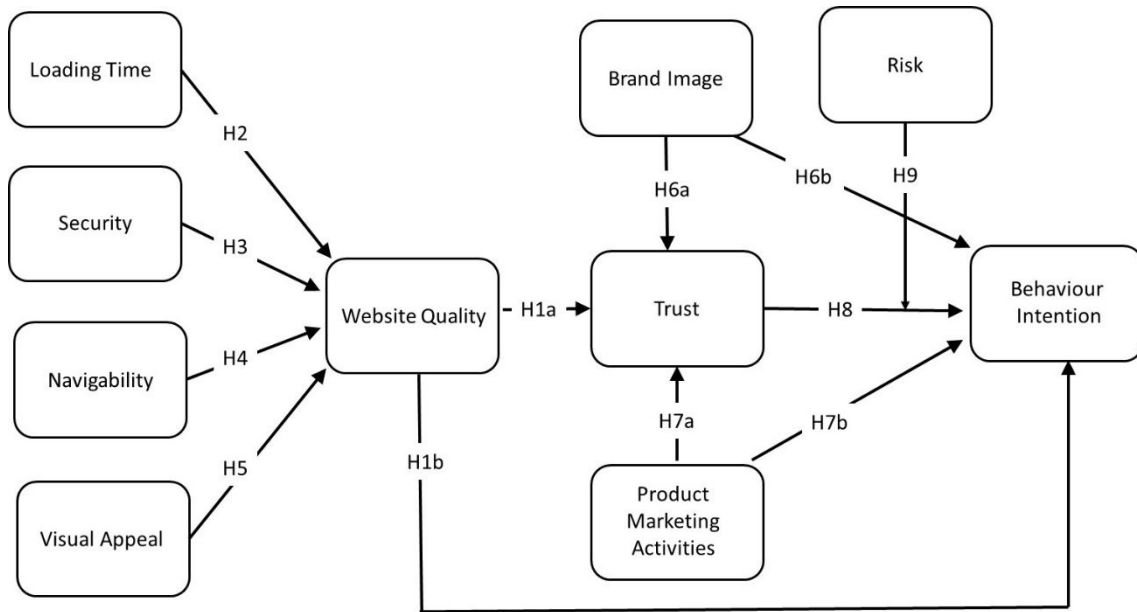 Loading Time
Brand Image
Risk
H2
H6a
H6b
H9
Security
H3
Website Quality
H1a
Trust
H8
Behaviour
Intention
H4
Navigability
H7a
H7b
H1b
H5
Product
Marketing
Activities
Visual Appeal